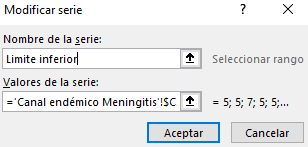 Modificar serie
Nombre de la serie:
Limite inferior
Seleccionar rango
Valores de la serie:
='Canal endémico Meningitis'!$C
= 5; 5; 7; 5; 5;...
Aceptar
Cancelar